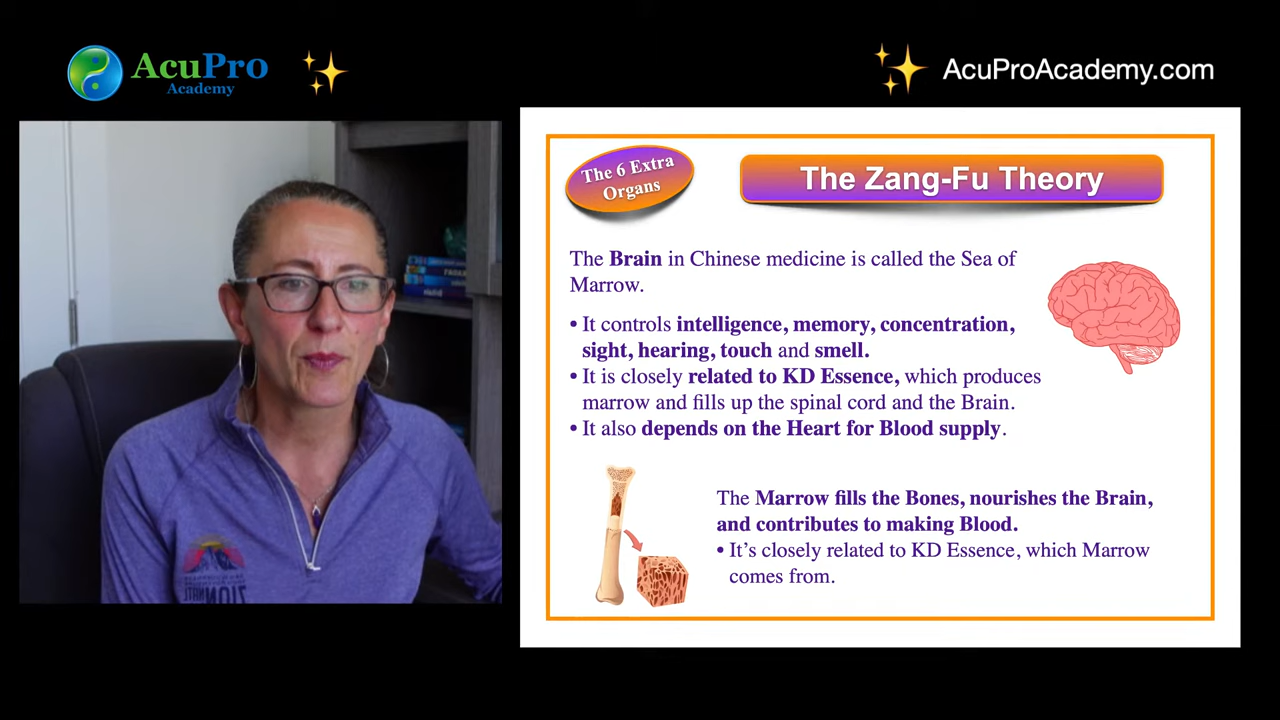 AcuPro
Academy
AcuProAcademy.com
The 6 Extra
Organs
The Zang-Fu Theory
The Brain in Chinese medicine is called the Sea of
Marrow.
• It controls intelligence, memory, concentration,
sight, hearing, touch and smell.
• It is closely related to KD Essence, which produces
marrow and fills up the spinal cord and the Brain.
• It also depends on the Heart for Blood supply.
The Marrow fills the Bones, nourishes the Brain,
and contributes to making Blood.
• It’s closely related to KD Essence, which Marrow
comes from.